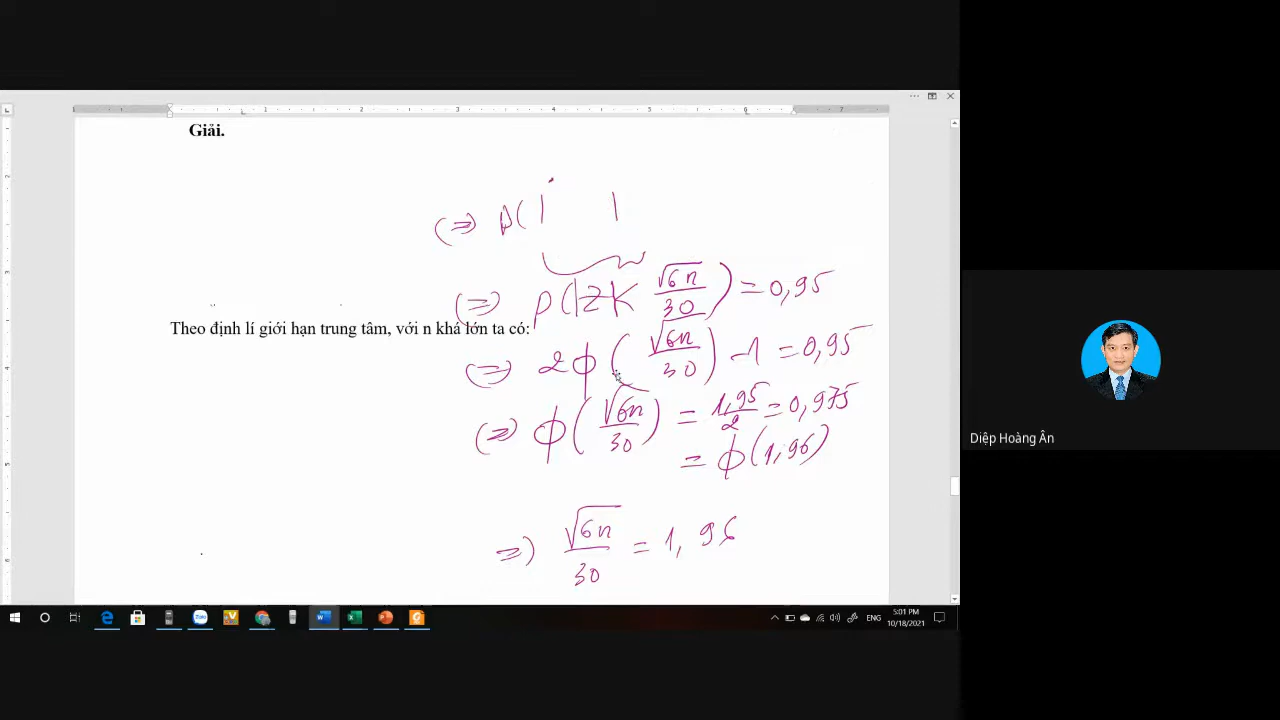 Giải.
(⇒) P( | |
(⇒) P(|Z|< √6n/30) = 0,95
Theo định lí giới hạn trung tâm, với n khá lớn ta có:
(⇒) 2Φ(√6n/30) - 1 = 0,95
(⇒) Φ(√6n/30) = 1,95/2 = 0,975
= Φ(1,96)
⇒) √6n/30 = 1,96
Diệp Hoàng Ân
ENG
5:01 PM
10/18/2021